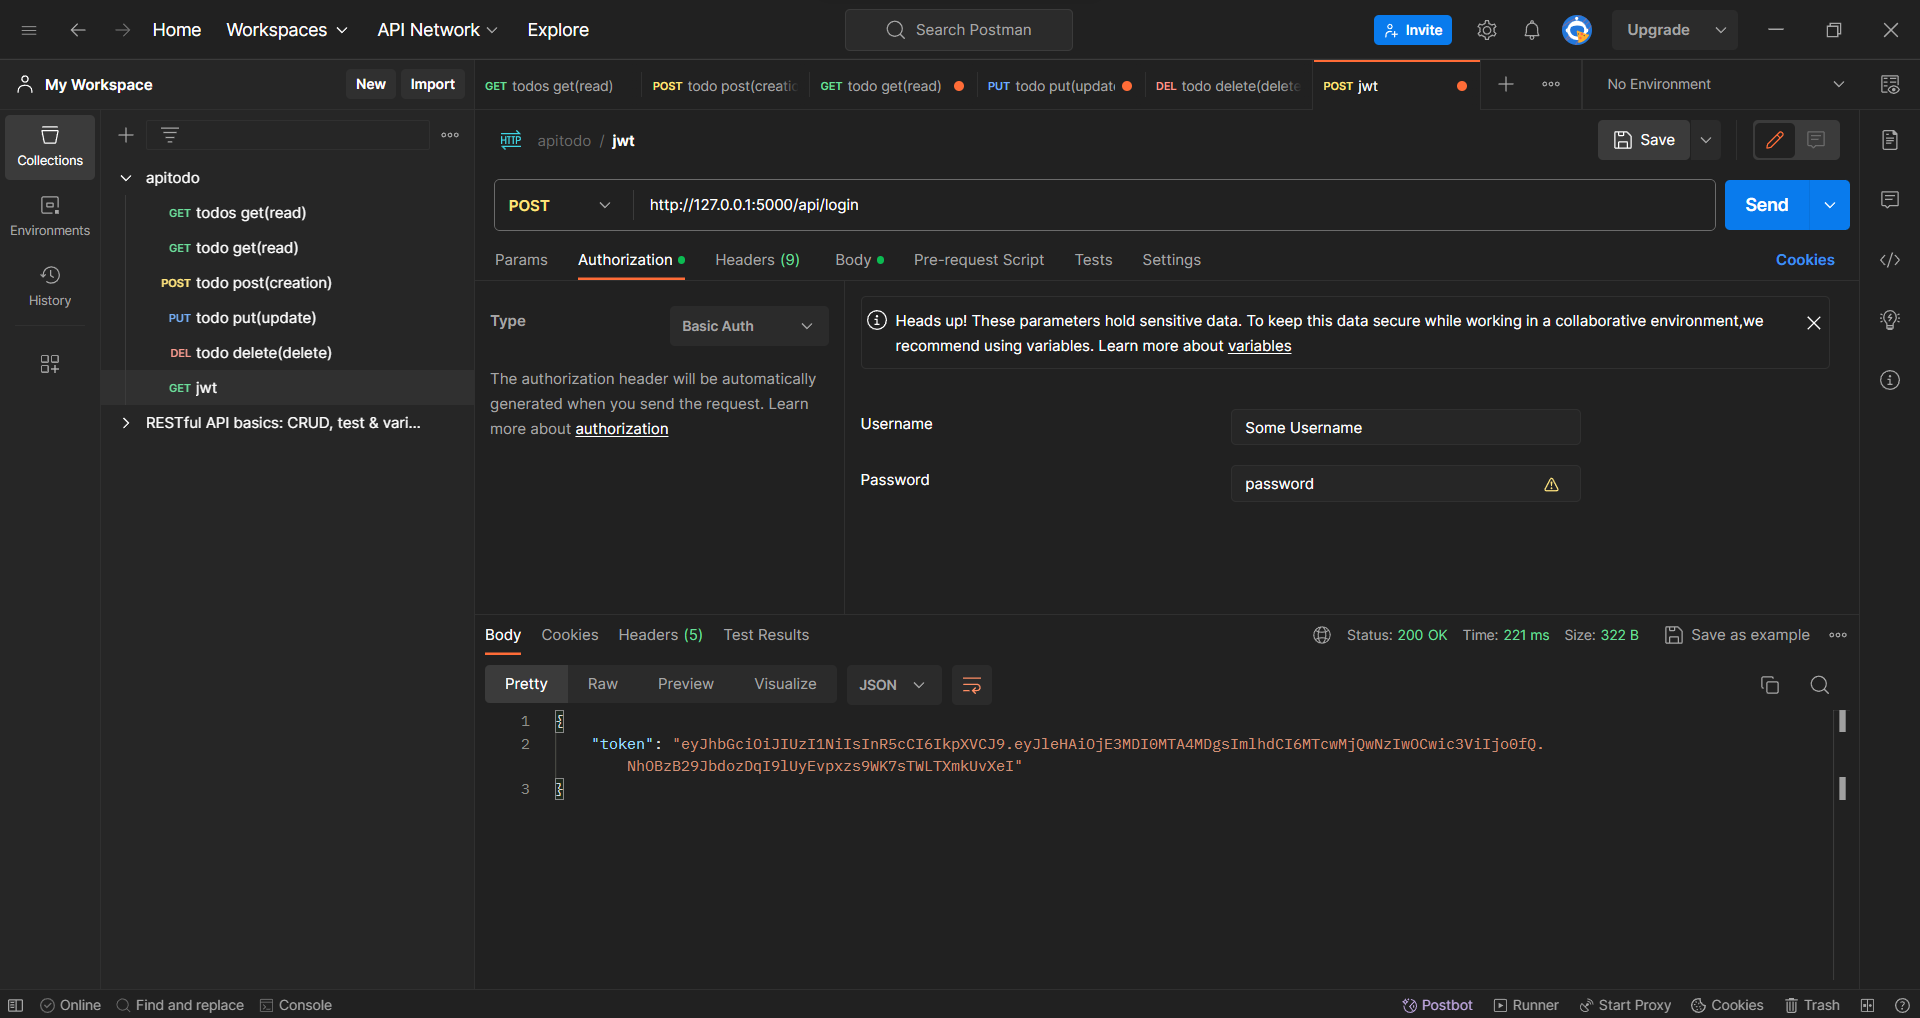 Home Workspaces API Network Explore Search Postman Invite Upgrade
My Workspace New Import
GET todos get(read) POST todo post(creatic GET todo get(read) PUT todo put(updat DEL todo delete(delete POST jwt No Environment
Collections
Environments
History
apitodo
GET todos get(read)
GET todo get(read)
POST todo post(creation)
PUT todo put(update)
DEL todo delete(delete)
GET jwt
RESTful API basics: CRUD, test & vari...
HTTP apitodo / jwt Save
POST http://127.0.0.1:5000/api/login Send
Params Authorization Headers (9) Body Pre-request Script Tests Settings Cookies
Type Basic Auth
The authorization header will be automatically
generated when you send the request. Learn
more about authorization
Heads up! These parameters hold sensitive data. To keep this data secure while working in a collaborative environment,we
recommend using variables. Learn more about variables
Username Some Username
Password password
Body Cookies Headers (5) Test Results Status: 200 OK Time: 221 ms Size: 322 B Save as example
Pretty Raw Preview Visualize JSON
1 {
2 "token": "eyJhbGciOiJIUzI1NiIsInR5cCI6IkpXVCJ9.eyJleHAiOjE3MDI0MTA4MDgsImlhdCI6MTcwMjQwNzIwOCwic3ViIjo0fQ.
NhOBzB29JbdozDqI9lUyEvpxzs9WK7sTWLTXmkUvXeI"
3 }
Online Find and replace Console Postbot Runner Start Proxy Cookies Trash